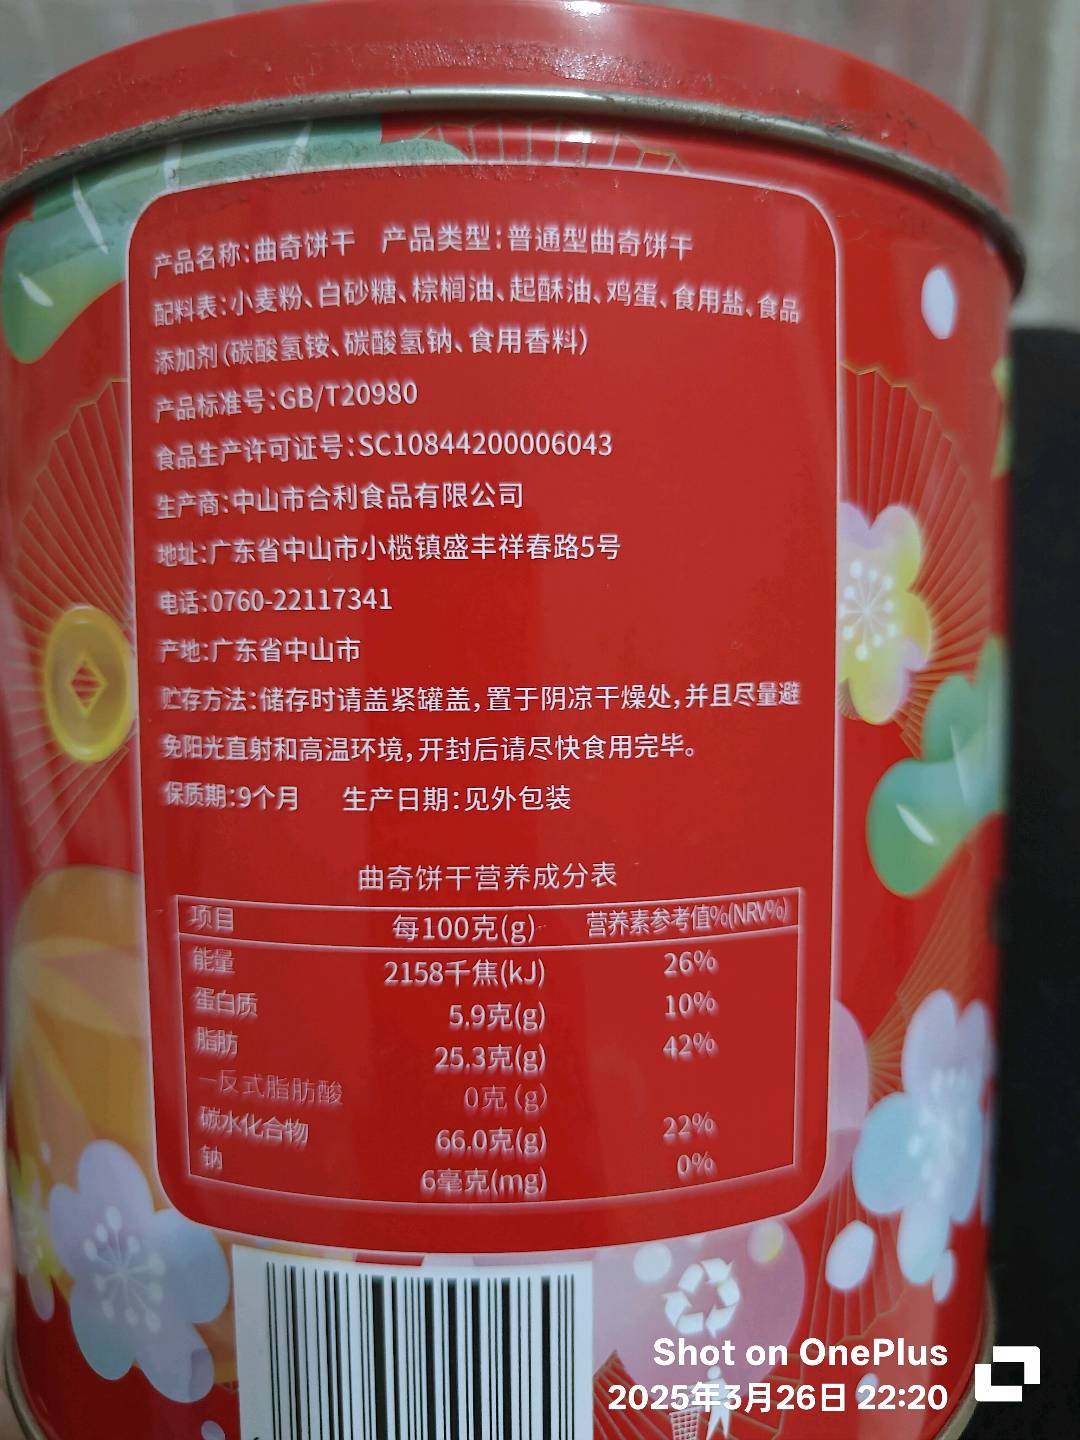 产品名称:曲奇饼干 产品类型:普通型曲奇饼干
配料表:小麦粉、白砂糖、棕榈油、起酥油、鸡蛋、食用盐、食品
添加剂(碳酸氢铵、碳酸氢钠、食用香料)
产品标准号:GB/T20980
食品生产许可证号:SC10844200006043
生产商:中山市合利食品有限公司
地址:广东省中山市小榄镇盛丰祥春路5号
电话:0760-22117341
产地:广东省中山市
贮存方法:储存时请盖紧罐盖,置于阴凉干燥处,并且尽量避
免阳光直射和高温环境,开封后请尽快食用完毕。
保质期:9个月 生产日期:见外包装
曲奇饼干营养成分表
项目 每100克(g) 营养素参考值%(NRV%)
能量 2158千焦(kJ) 26%
蛋白质 5.9克(g) 10%
脂肪 25.3克(g) 42%
—反式脂肪酸 0克(g)
碳水化合物 66.0克(g) 22%
钠 6毫克(mg) 0%
Shot on OnePlus
2025年3月26日 22:20